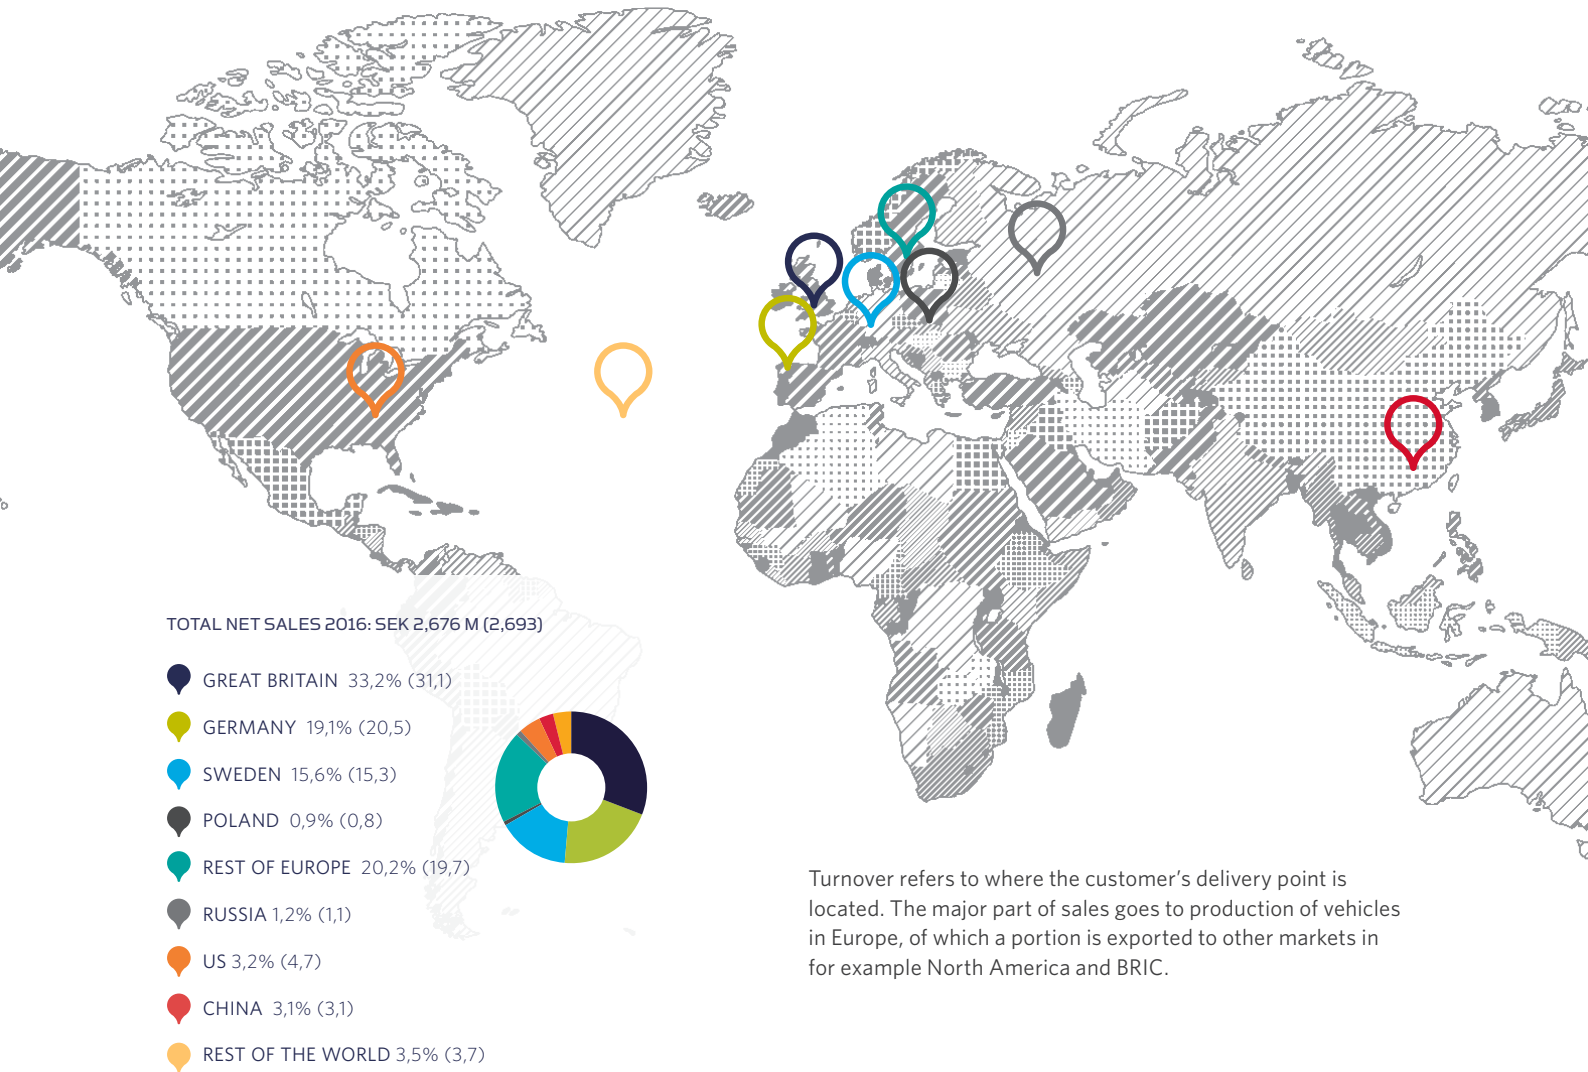 TOTAL NET SALES 2016: SEK 2,676 M (2,693)
GREAT BRITAIN 33,2% (31,1)
GERMANY 19,1% (20,5)
SWEDEN 15,6% (15,3)
POLAND 0,9% (0,8)
REST OF EUROPE 20,2% (19,7)
RUSSIA 1,2% (1,1)
US 3,2% (4,7)
CHINA 3,1% (3,1)
REST OF THE WORLD 3,5% (3,7)
Turnover refers to where the customer’s delivery point is
located. The major part of sales goes to production of vehicles
in Europe, of which a portion is exported to other markets in
for example North America and BRIC.